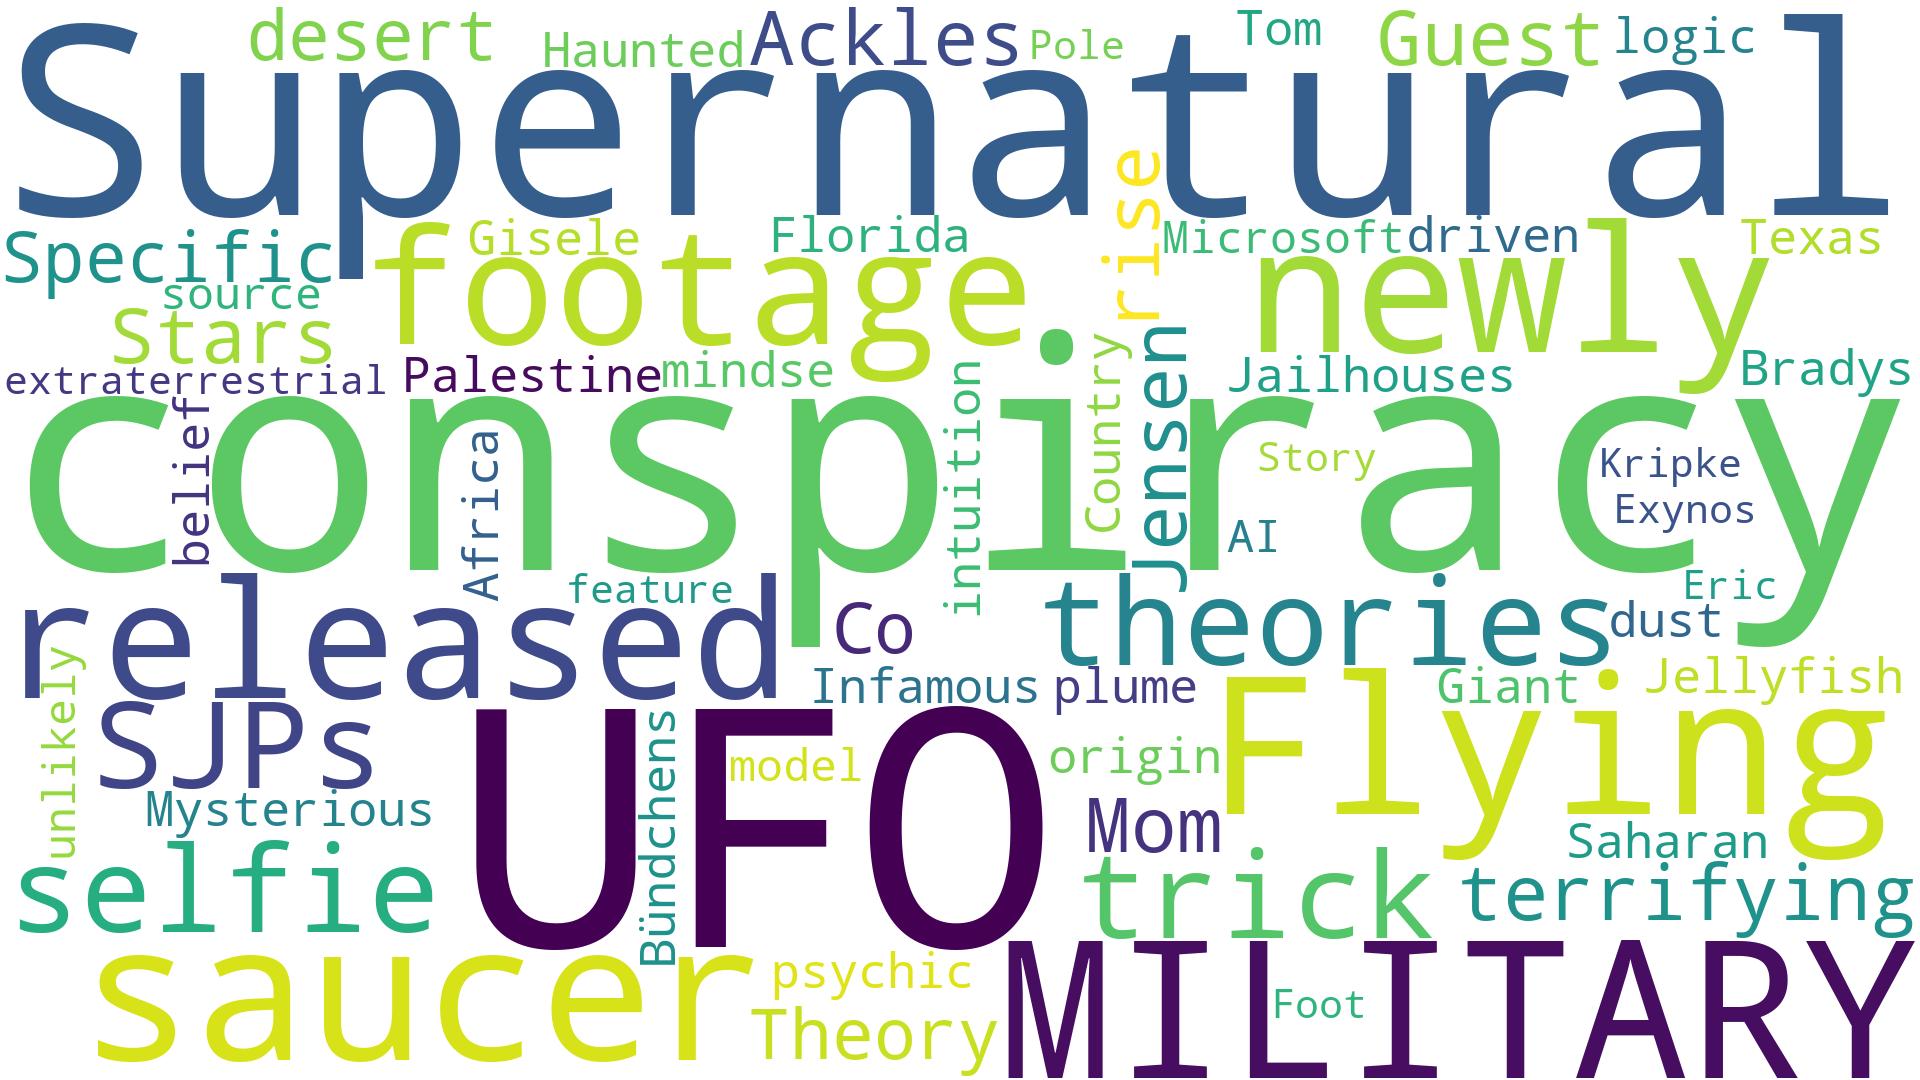 desert
Haunted
Ackles
Pole
Tom
Guest
logic
Supernatural
rise
Specific
source
Stars
footage
Gisele
Florida
Microsoft
driven
newly
Texas
extraterrestrial
Palestine
mindse
Country
Jensen
Jailhouses
Bradys
conspiracy
belief
Africa
intuition
Story
AI
Kripke
Exynos
Eric
released
feature
Co
theories
dust
unlikely
Infamous
plume
Giant
Jellyfish
SJPs
UFO
Bündchens
model
origin
Flying
Mysterious
Mom
Saharan
selfie
trick
terrifying
saucer
psychic
Theory
MILITARY
Foot